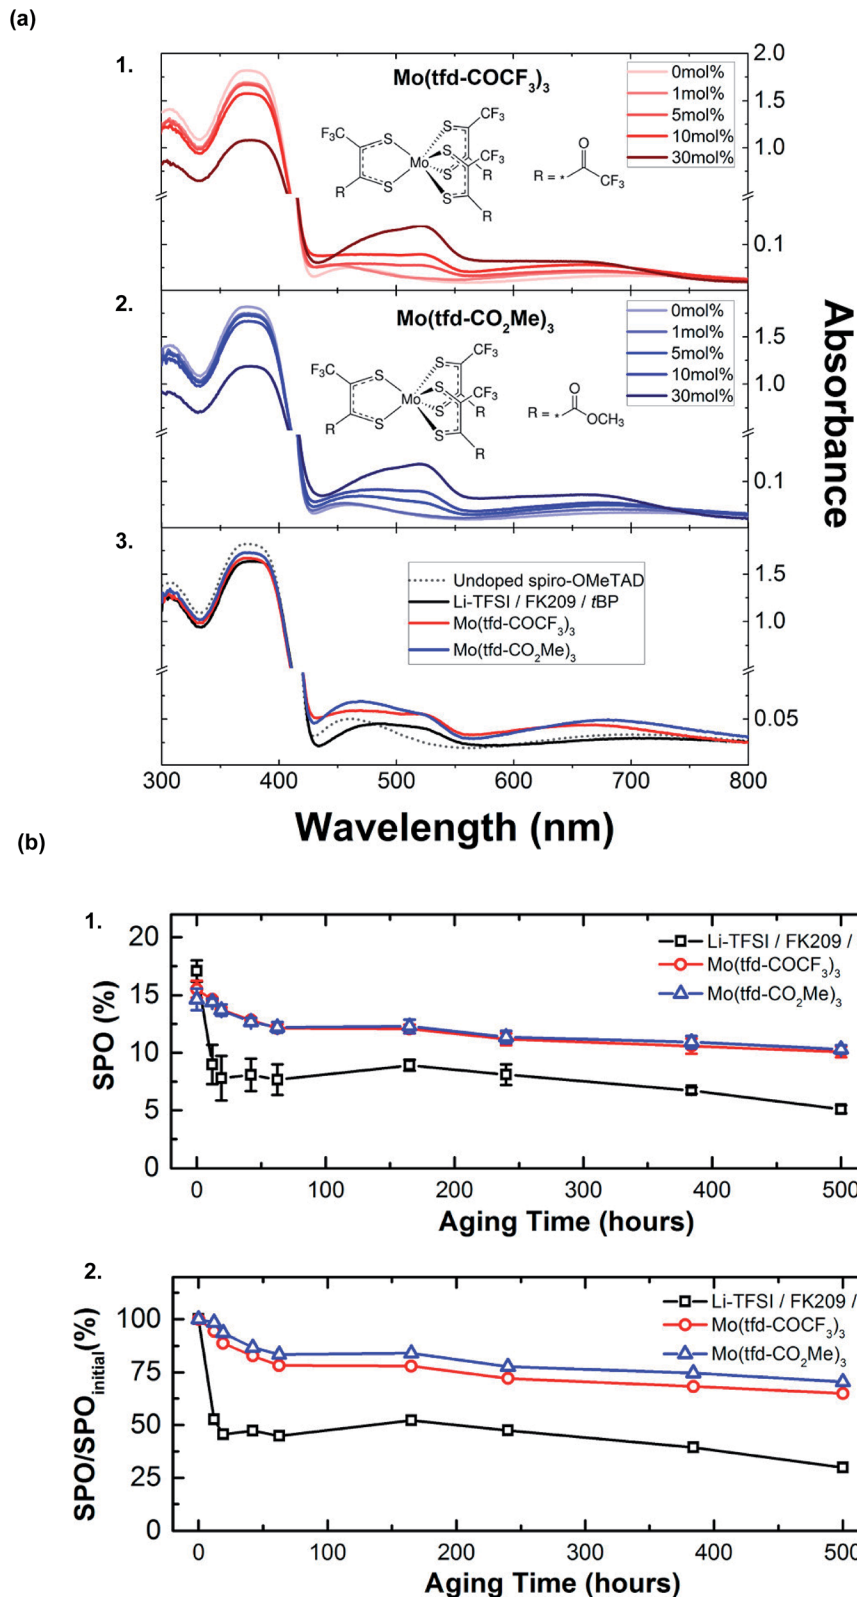 (a)
1.
Mo(tfd-COCF₃)₃
0mol%
1mol%
5mol%
10mol%
30mol%
2.0
1.5
1.0
0.1
F₃C
S
S
R
Mo
S
S
S
S
CF₃
CF₃
R
R
R = *
O
CF₃
2.
Mo(tfd-CO₂Me)₃
0mol%
1mol%
5mol%
10mol%
30mol%
1.5
1.0
0.1
F₃C
S
S
R
Mo
S
S
S
S
CF₃
CF₃
R
R
R = *
O
OCH₃
Absorbance
3.
Undoped spiro-OMeTAD
Li-TFSI / FK209 / tBP
Mo(tfd-COCF₃)₃
Mo(tfd-CO₂Me)₃
1.5
1.0
0.05
300 400 500 600 700 800
Wavelength (nm)
(b)
1.
SPO (%)
20
15
10
5
0
Li-TFSI / FK209 /
Mo(tfd-COCF₃)₃
Mo(tfd-CO₂Me)₃
0 100 200 300 400 500
Aging Time (hours)
2.
SPO/SPOinitial(%)
100
75
50
25
0
Li-TFSI / FK209 /
Mo(tfd-COCF₃)₃
Mo(tfd-CO₂Me)₃
0 100 200 300 400 500
Aging Time (hours)